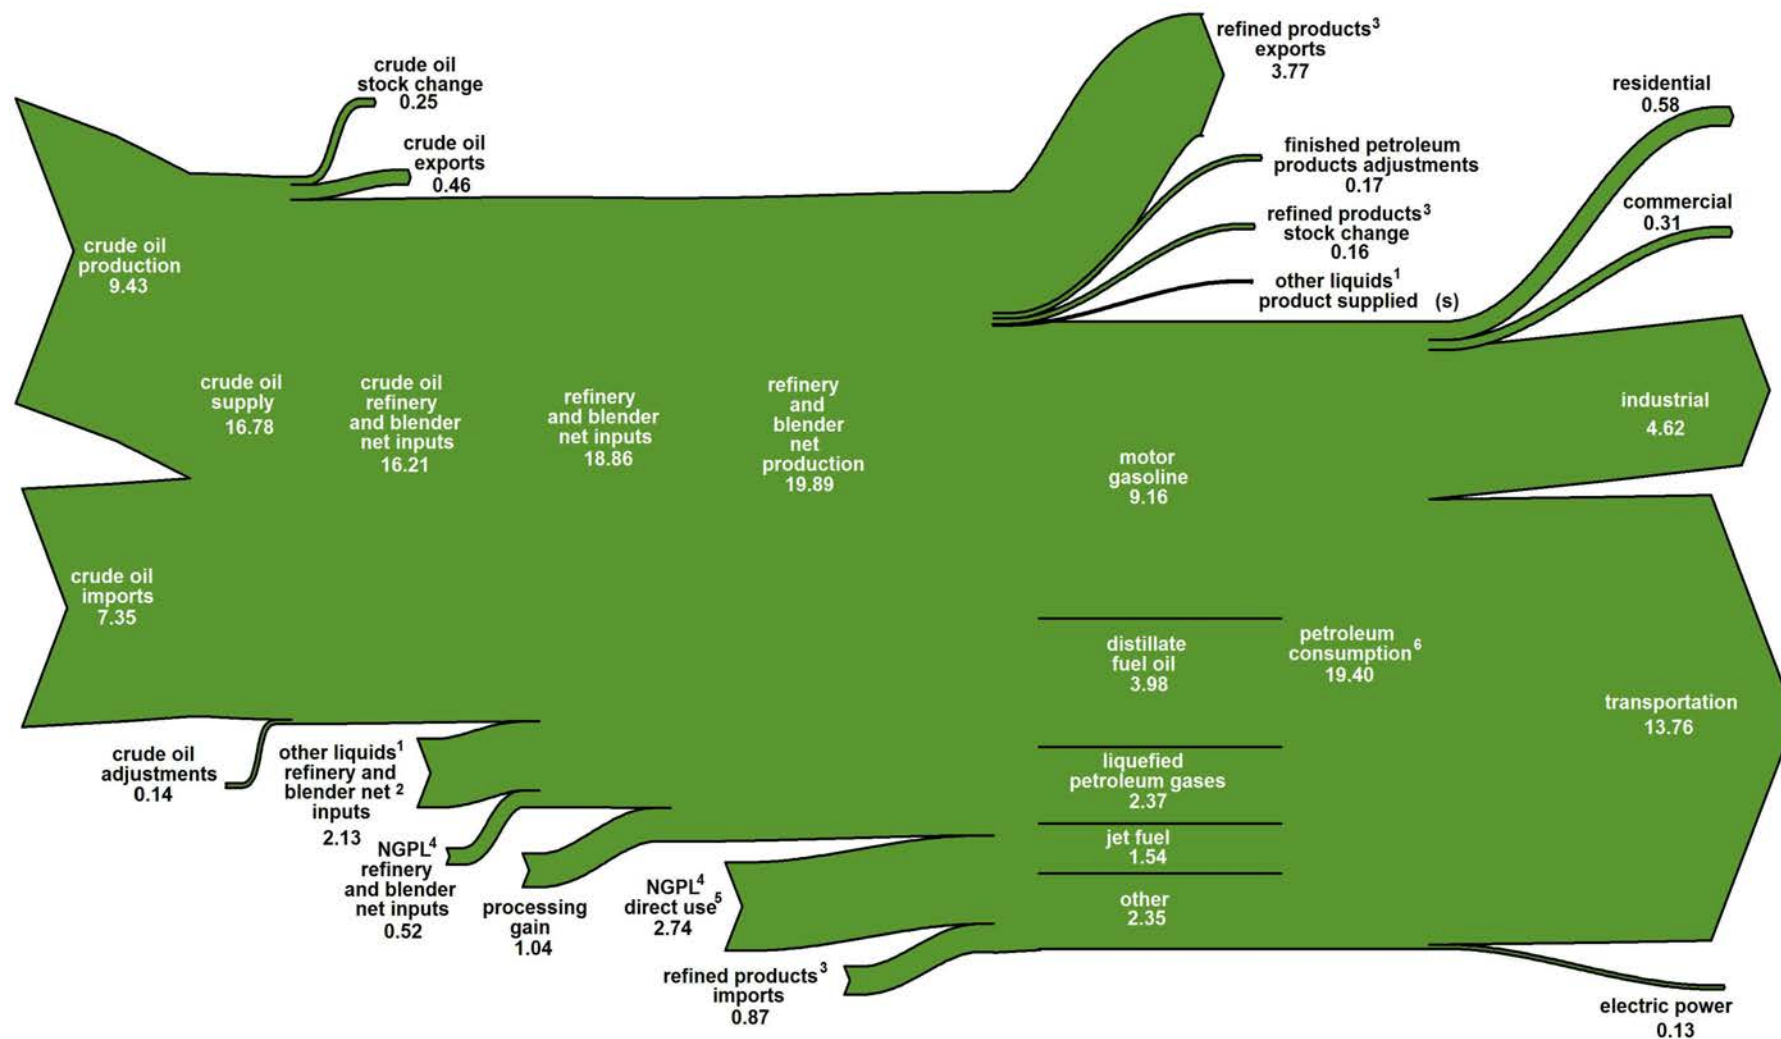 crude oil
stock change
0.25
crude oil
exports
0.46
crude oil
production
9.43
crude oil
supply
16.78
crude oil
refinery
and blender
net inputs
16.21
refinery
and blender
net inputs
18.86
refinery
and
blender
net
production
19.89
crude oil
imports
7.35
crude oil
adjustments
0.14
other liquids¹
refinery and
blender net ²
inputs
2.13
NGPL⁴
refinery
and blender
net inputs
0.52
processing
gain
1.04
NGPL⁴
direct use⁵
2.74
refined products³
imports
0.87
refined products³
exports
3.77
finished petroleum
products adjustments
0.17
refined products³
stock change
0.16
other liquids¹
product supplied (s)
motor
gasoline
9.16
distillate
fuel oil
3.98
liquefied
petroleum gases
2.37
jet fuel
1.54
other
2.35
petroleum
consumption⁶
19.40
residential
0.58
commercial
0.31
industrial
4.62
transportation
13.76
electric power
0.13